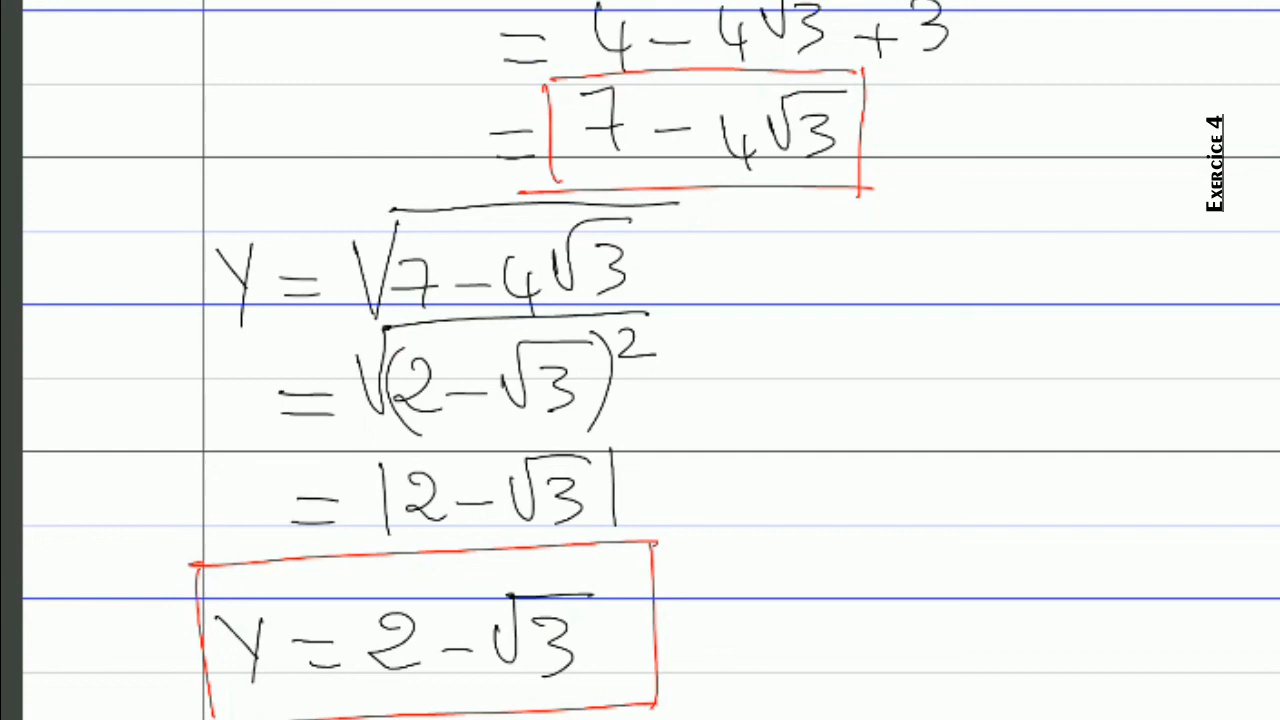 = 4 - 4√3 + 3
= 7 - 4√3
Exercice 4
Y = √(7 - 4√3)
= √((2 - √3)²)
= |2 - √3|
Y = 2 - √3